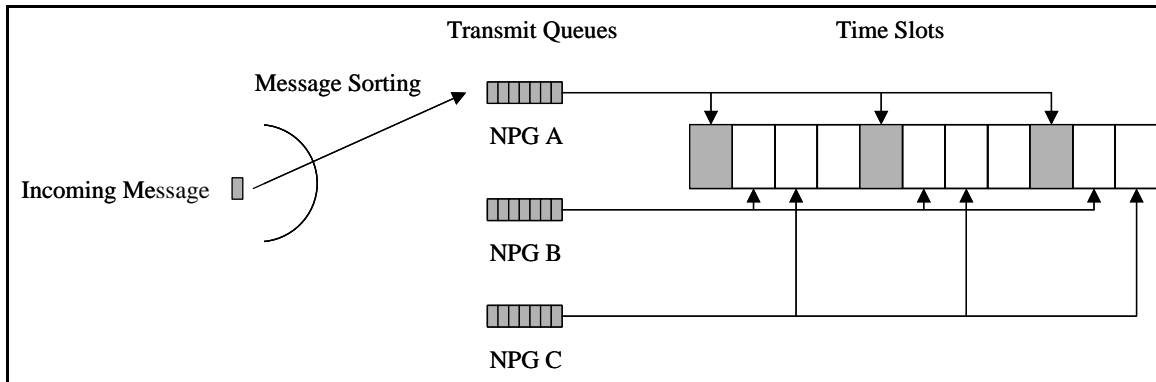 Transmit Queues
Time Slots
Message Sorting
NPG A
Incoming Message
NPG B
NPG C